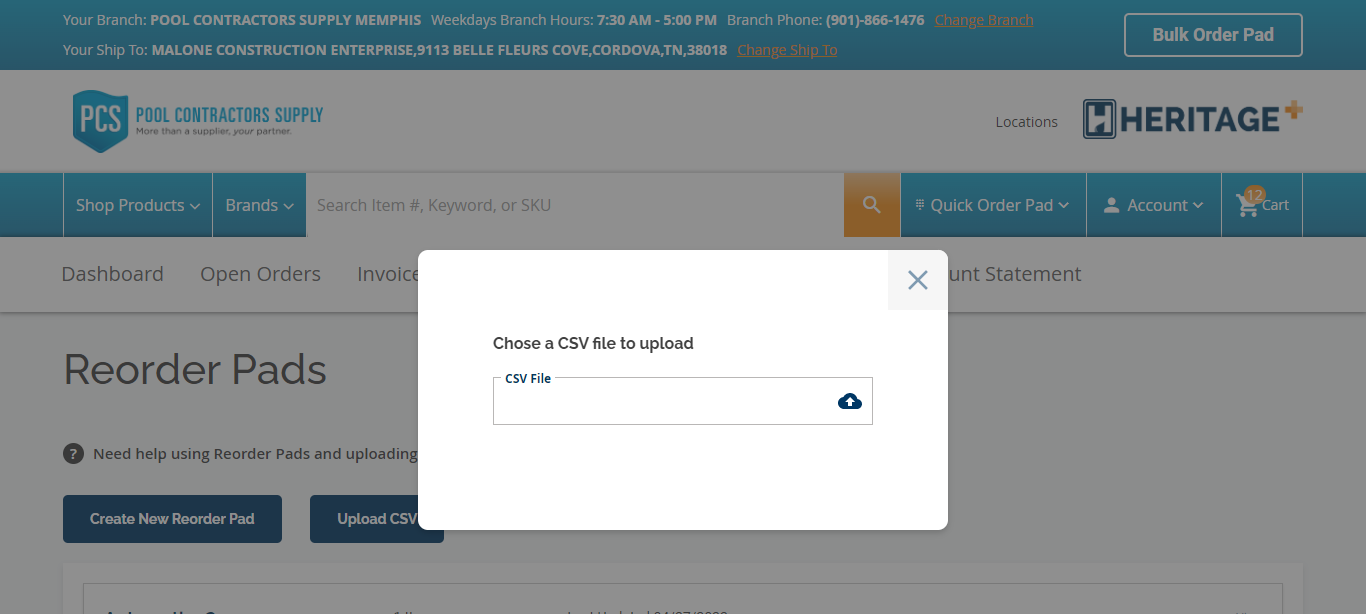 Your Branch: POOL CONTRACTORS SUPPLY MEMPHIS Weekdays Branch Hours: 7:30 AM - 5:00 PM Branch Phone: (901)-866-1476 Change Branch
Your Ship To: MALONE CONSTRUCTION ENTERPRISE,9113 BELLE FLEURS COVE,CORDOVA,TN,38018 Change Ship To
Bulk Order Pad
PCS POOL CONTRACTORS SUPPLY
More than a supplier, your partner.
Locations
HERITAGE+
Shop Products
Brands
Search Item #, Keyword, or SKU
Quick Order Pad
Account
12
Cart
Dashboard
Open Orders
Invoice
unt Statement
Chose a CSV file to upload
CSV File
Reorder Pads
? Need help using Reorder Pads and uploading
Create New Reorder Pad
Upload CSV